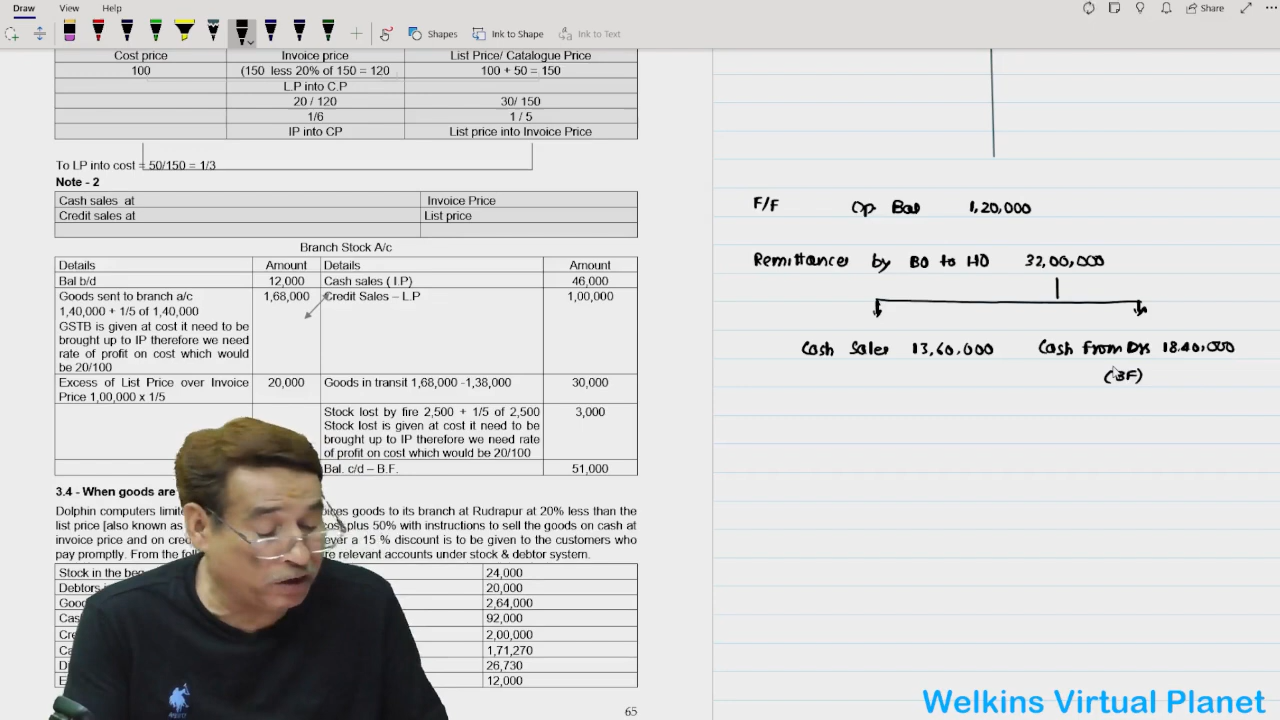 Draw View Help
Share
Shapes Ink to Shape Ink to Text
Cost price Invoice price List Price/ Catalogue Price
100 (150 less 20% of 150 = 120 100 + 50 = 150
L.P into C.P
20 / 120 30/ 150
1/6 1 / 5
IP into CP List price into Invoice Price
To LP into cost = 50/150 = 1/3
Note - 2
Cash sales at Invoice Price
Credit sales at List price
Branch Stock A/c
Details Amount Details Amount
Bal b/d 12,000 Cash sales ( I.P) 46,000
Goods sent to branch a/c 1,68,000 Credit Sales – L.P 1,00,000
1,40,000 + 1/5 of 1,40,000
GSTB is given at cost it need to be
brought up to IP therefore we need
rate of profit on cost which would
be 20/100
Excess of List Price over Invoice 20,000 Goods in transit 1,68,000 -1,38,000 30,000
Price 1,00,000 x 1/5
Stock lost by fire 2,500 + 1/5 of 2,500 3,000
Stock lost is given at cost it need to be
brought up to IP therefore we need rate
of profit on cost which would be 20/100
Bal. c/d – B.F. 51,000
3.4 - When goods are
Dolphin computers limite ices goods to its branch at Rudrapur at 20% less than the
list price [also known as cost plus 50% with instructions to sell the goods on cash at
invoice price and on cre ever a 15 % discount is to be given to the customers who
pay promptly. From the fol re relevant accounts under stock & debtor system.
Stock in the be 24,000
Debtors 20,000
Goo 2,64,000
Cas 92,000
Cre 2,00,000
Ca 1,71,270
Di 26,730
E 12,000
65
F/F Op Bal 1,20,000
Remittances by BO to HO 32,00,000
Cash Sales 13,60,000 Cash from Drs 18,40,000
(BF)
Welkins Virtual Planet